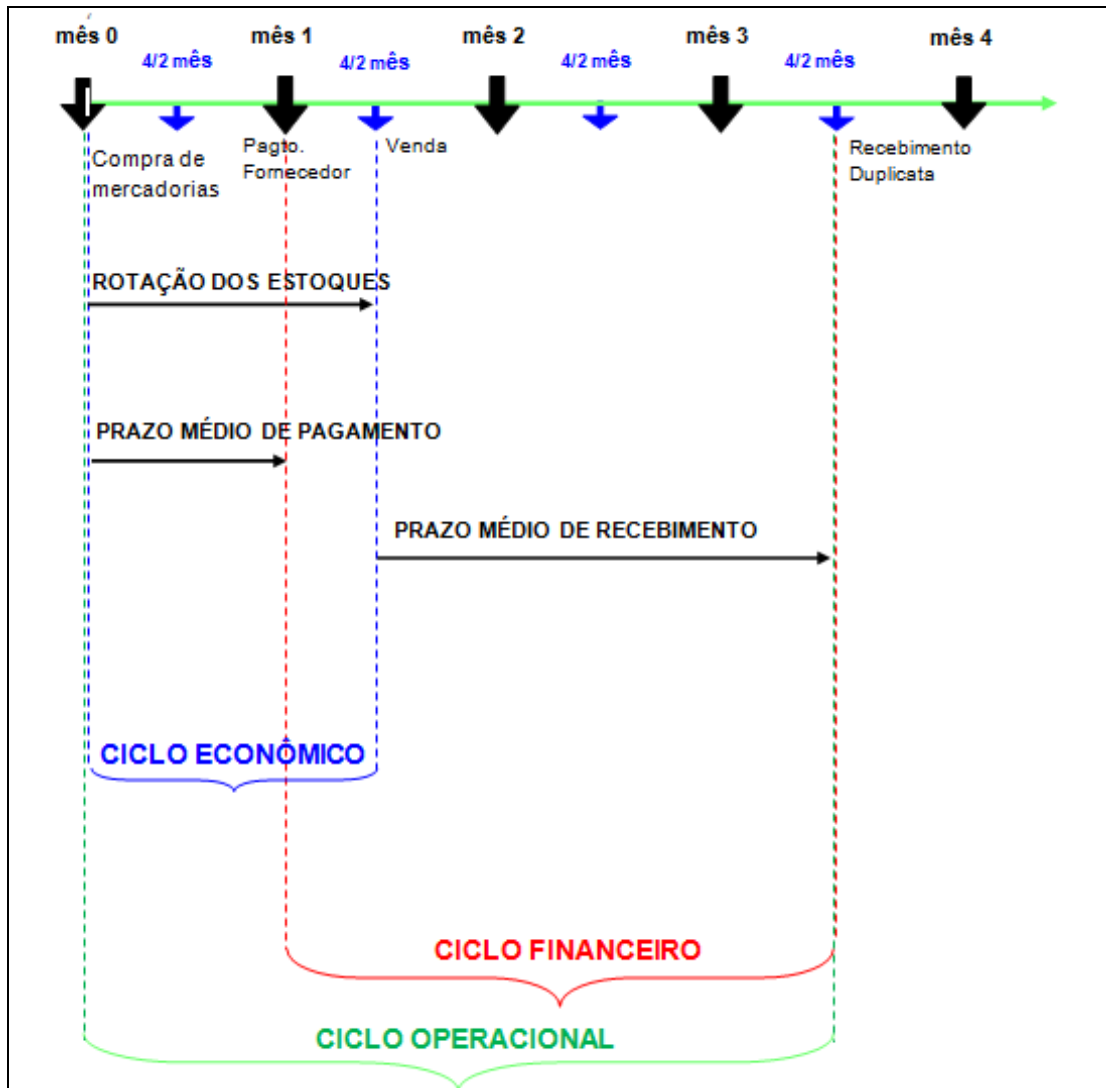 mês 0 mês 1 mês 2 mês 3 mês 4
4/2 mês 4/2 mês 4/2 mês 4/2 mês
Compra de
mercadorias
Pagto.
Fornecedor
Venda
Recebimento
Duplicata
ROTAÇÃO DOS ESTOQUES
PRAZO MÉDIO DE PAGAMENTO
PRAZO MÉDIO DE RECEBIMENTO
CICLO ECONÔMICO
CICLO FINANCEIRO
CICLO OPERACIONAL